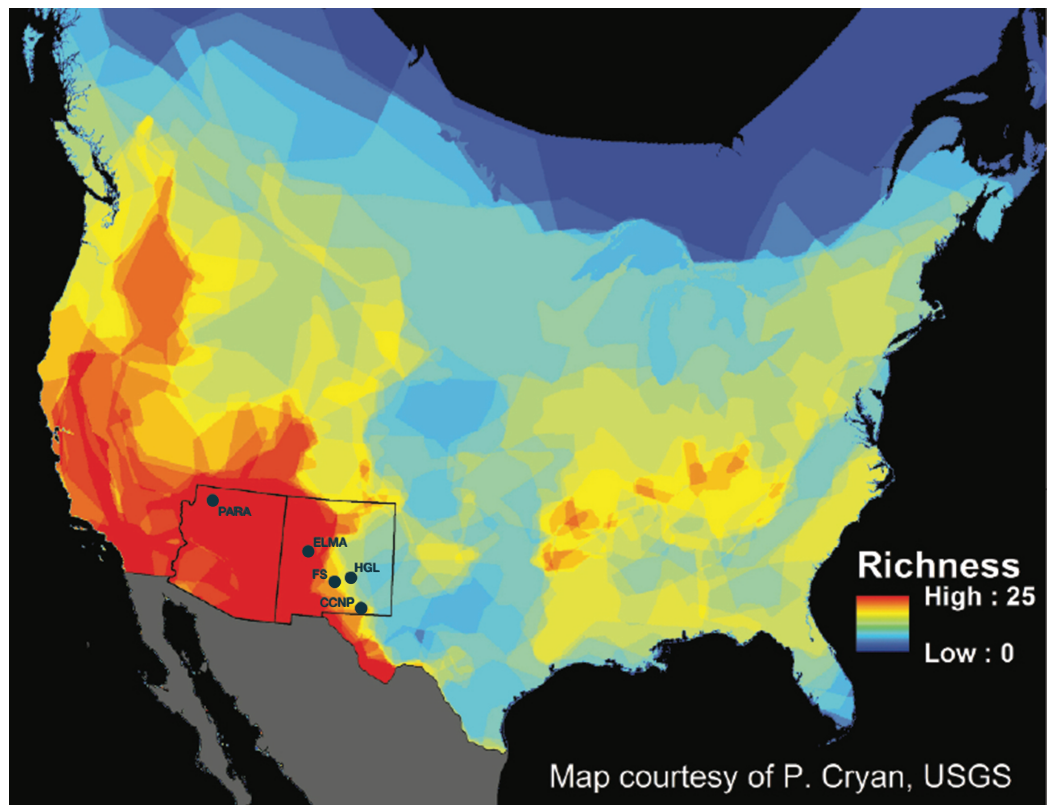 PARA
ELMA
HGL
FS
CCNP
Richness
High : 25
Low : 0
Map courtesy of P. Cryan, USGS